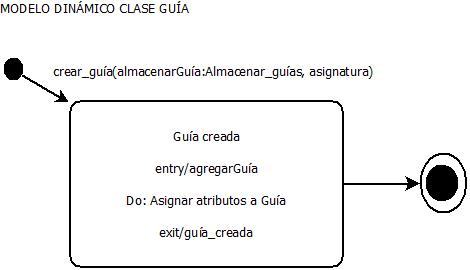 MODELO DINÁMICO CLASE GUÍA
crear_guía(almacenarGuía:Almacenar_guías, asignatura)
Guía creada
entry/agregarGuía
Do: Asignar atributos a Guía
exit/guía_creada